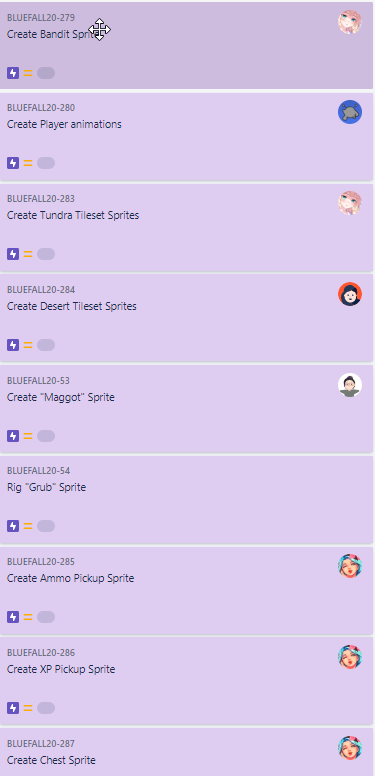 BLUEFALL20-279
Create Bandit Sprite
BLUEFALL20-280
Create Player animations
BLUEFALL20-283
Create Tundra Tileset Sprites
BLUEFALL20-284
Create Desert Tileset Sprites
BLUEFALL20-53
Create "Maggot" Sprite
BLUEFALL20-54
Rig "Grub" Sprite
BLUEFALL20-285
Create Ammo Pickup Sprite
BLUEFALL20-286
Create XP Pickup Sprite
BLUEFALL20-287
Create Chest Sprite